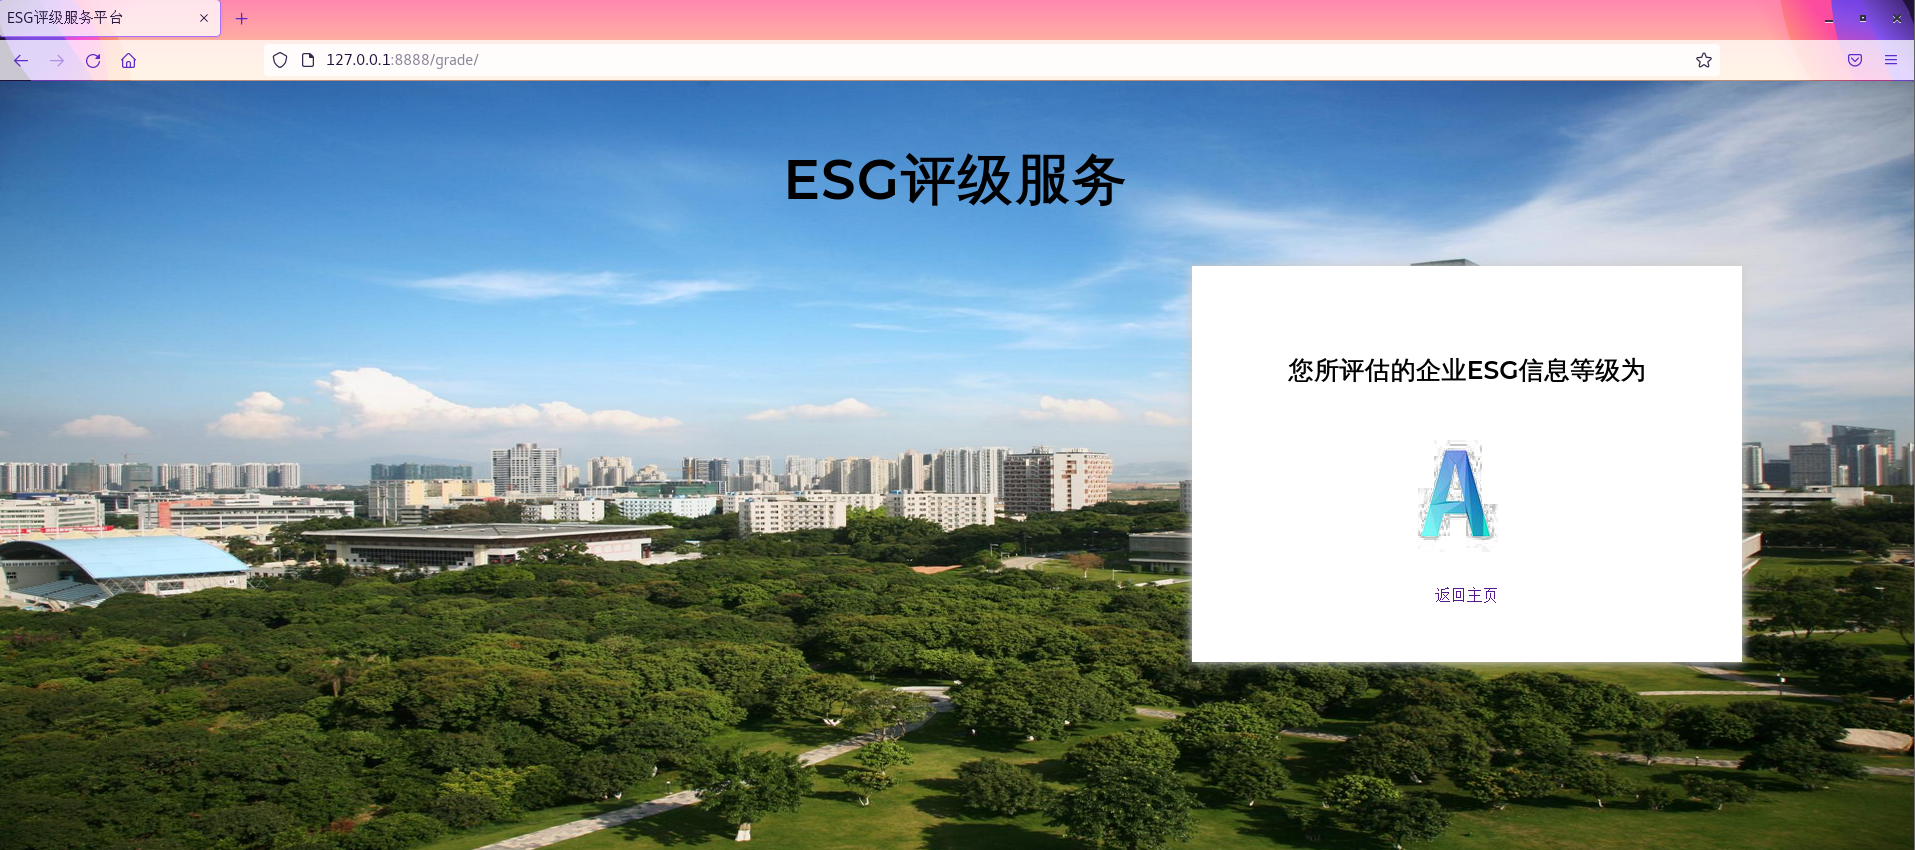 ESG评级服务平台
127.0.0.1:8888/grade/
ESG评级服务
您所评估的企业ESG信息等级为
A
返回主页